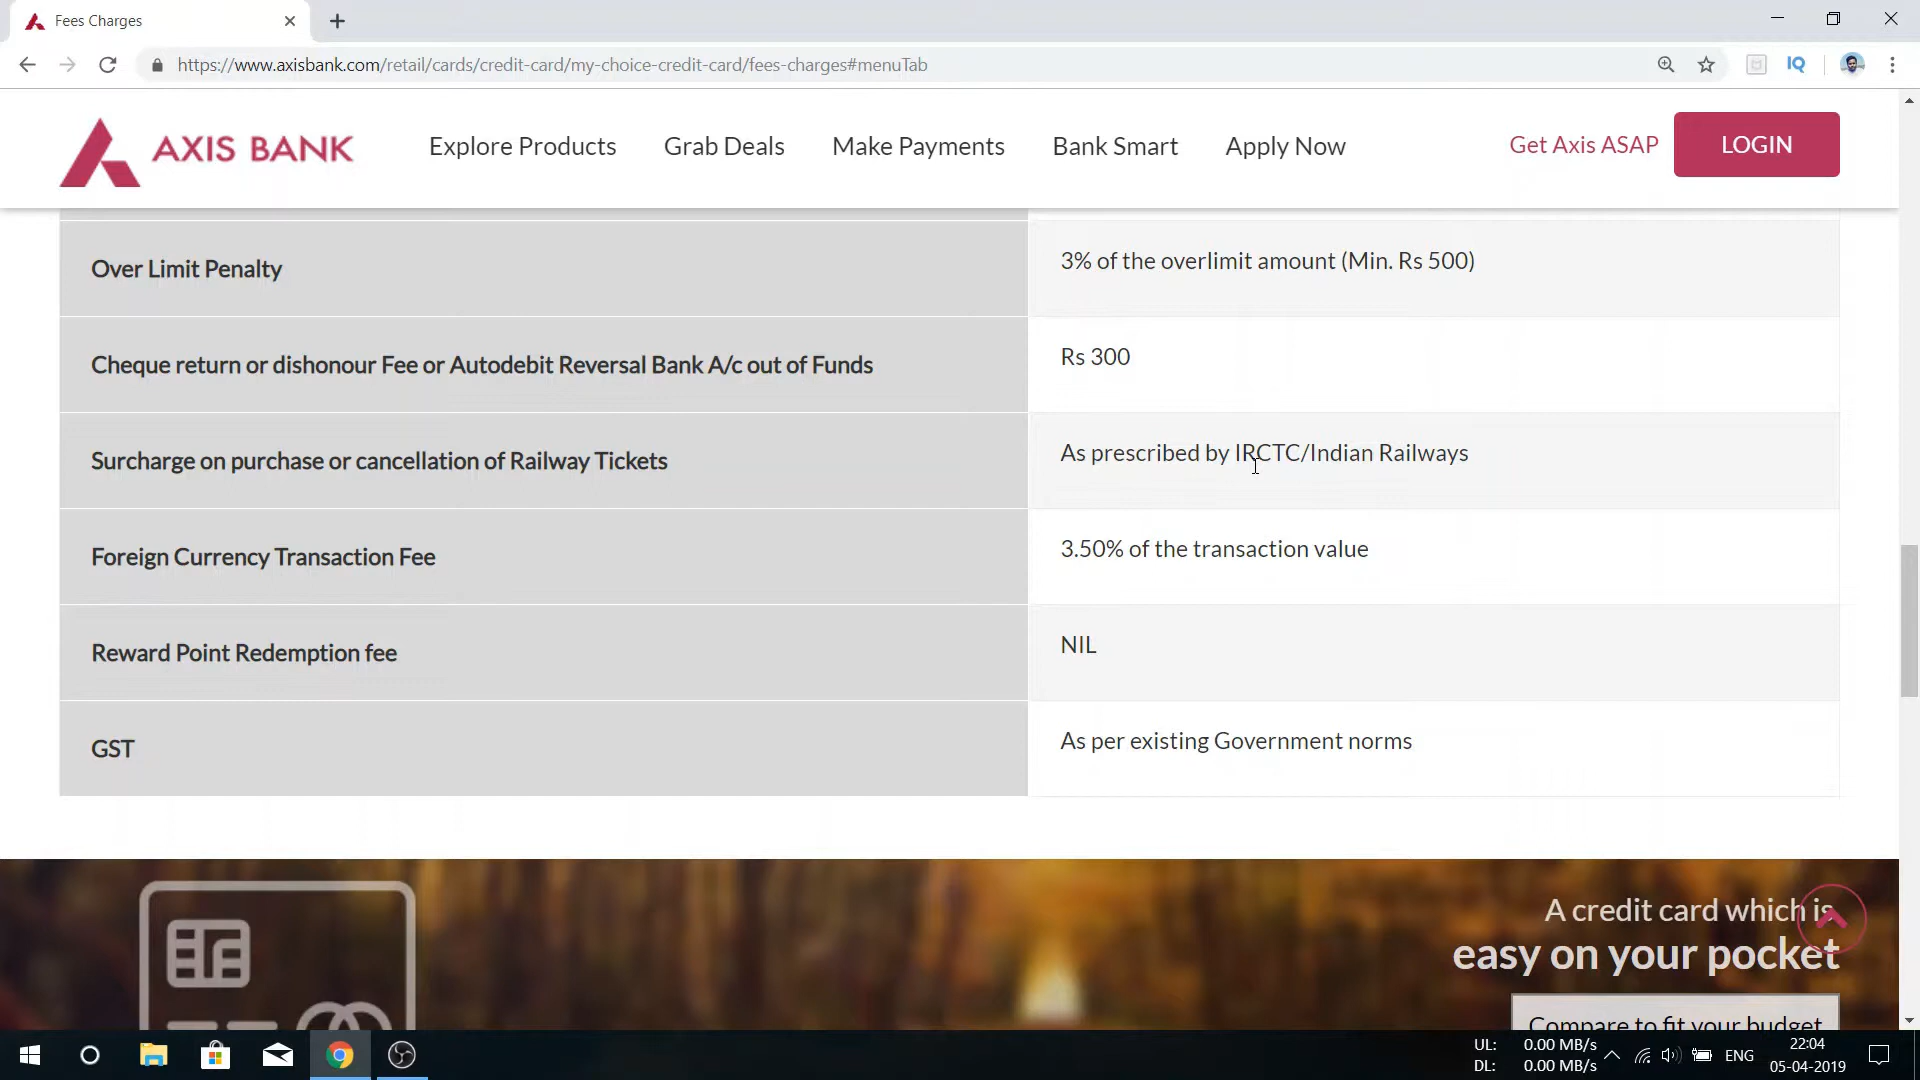 Fees Charges
https://www.axisbank.com/retail/cards/credit-card/my-choice-credit-card/fees-charges#menuTab
IQ
AXIS BANK
Explore Products
Grab Deals
Make Payments
Bank Smart
Apply Now
Get Axis ASAP
LOGIN
Over Limit Penalty
3% of the overlimit amount (Min. Rs 500)
Cheque return or dishonour Fee or Autodebit Reversal Bank A/c out of Funds
Rs 300
Surcharge on purchase or cancellation of Railway Tickets
As prescribed by IRCTC/Indian Railways
Foreign Currency Transaction Fee
3.50% of the transaction value
Reward Point Redemption fee
NIL
GST
As per existing Government norms
A credit card which is
easy on your pocket
Compare to fit your budget
UL: 0.00 MB/s
DL: 0.00 MB/s
ENG
22:04
05-04-2019